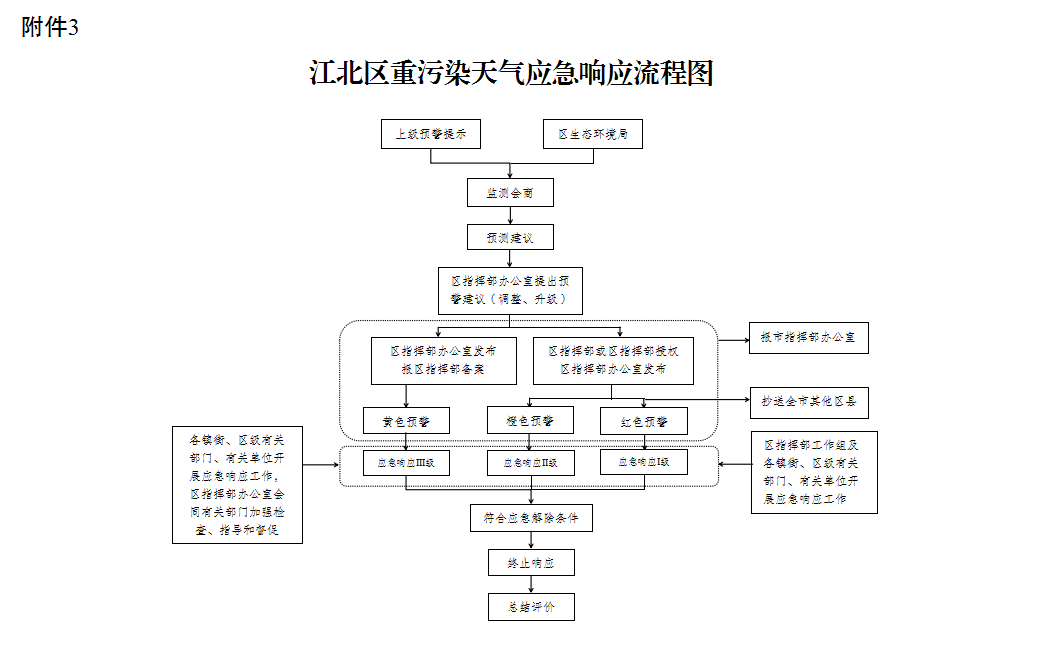 附件3
江北区重污染天气应急响应流程图
上级预警提示
区生态环境局
监测会商
预测建议
区指挥部办公室提出预
警建议（调整、升级）
区指挥部办公室发布
报区指挥部备案
区指挥部或区指挥部授权
区指挥部办公室发布
报市指挥部办公室
抄送全市其他区县
黄色预警
橙色预警
红色预警
各镇街、区级有关
部门、有关单位开
展应急响应工作，
区指挥部办公室会
同有关部门加强检
查、指导和督促
应急响应Ⅲ级
应急响应Ⅱ级
应急响应Ⅰ级
区指挥部工作组及
各镇街、区级有关
部门、有关单位开
展应急响应工作
符合应急解除条件
终止响应
总结评价